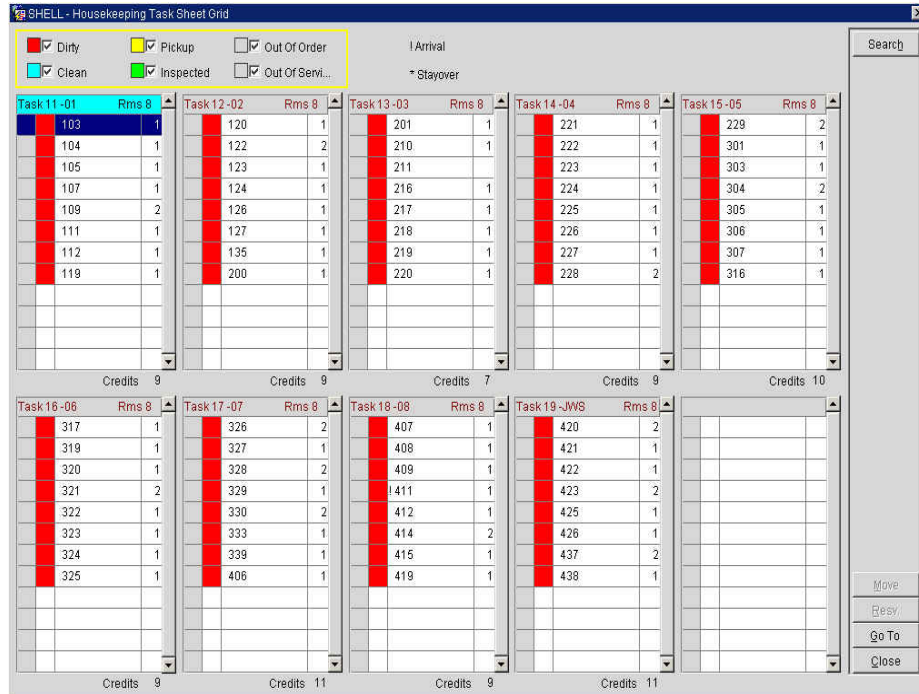 SHELL - Housekeeping Task Sheet Grid
Dirty Pickup Out Of Order ! Arrival Search
Clean Inspected Out Of Servi... * Stayover
Task 11 -01 Rms 8 Task 12 -02 Rms 8 Task 13 -03 Rms 8 Task 14 -04 Rms 8 Task 15 -05 Rms 8
103 1 120 1 201 1 221 1 229 2
104 1 122 2 210 1 222 1 301 1
105 1 123 1 211 223 1 303 1
107 1 124 1 216 1 224 1 304 2
109 2 126 1 217 1 225 1 305 1
111 1 127 1 218 1 226 1 306 1
112 1 135 1 219 1 227 1 307 1
119 1 200 1 220 1 228 2 316 1
Credits 9 Credits 9 Credits 7 Credits 9 Credits 10
Task 16 -06 Rms 8 Task 17 -07 Rms 8 Task 18 -08 Rms 8 Task 19 -JWS Rms 8
317 1 326 2 407 1 420 2
319 1 327 1 408 1 421 1
320 1 328 2 409 1 422 1
321 2 329 1 ! 411 1 423 2
322 1 330 2 412 1 425 1
323 1 333 1 414 2 426 1
324 1 339 1 415 1 437 2
325 1 406 1 419 1 438 1
Move
Resv.
Go To
Close
Credits 9 Credits 11 Credits 9 Credits 11